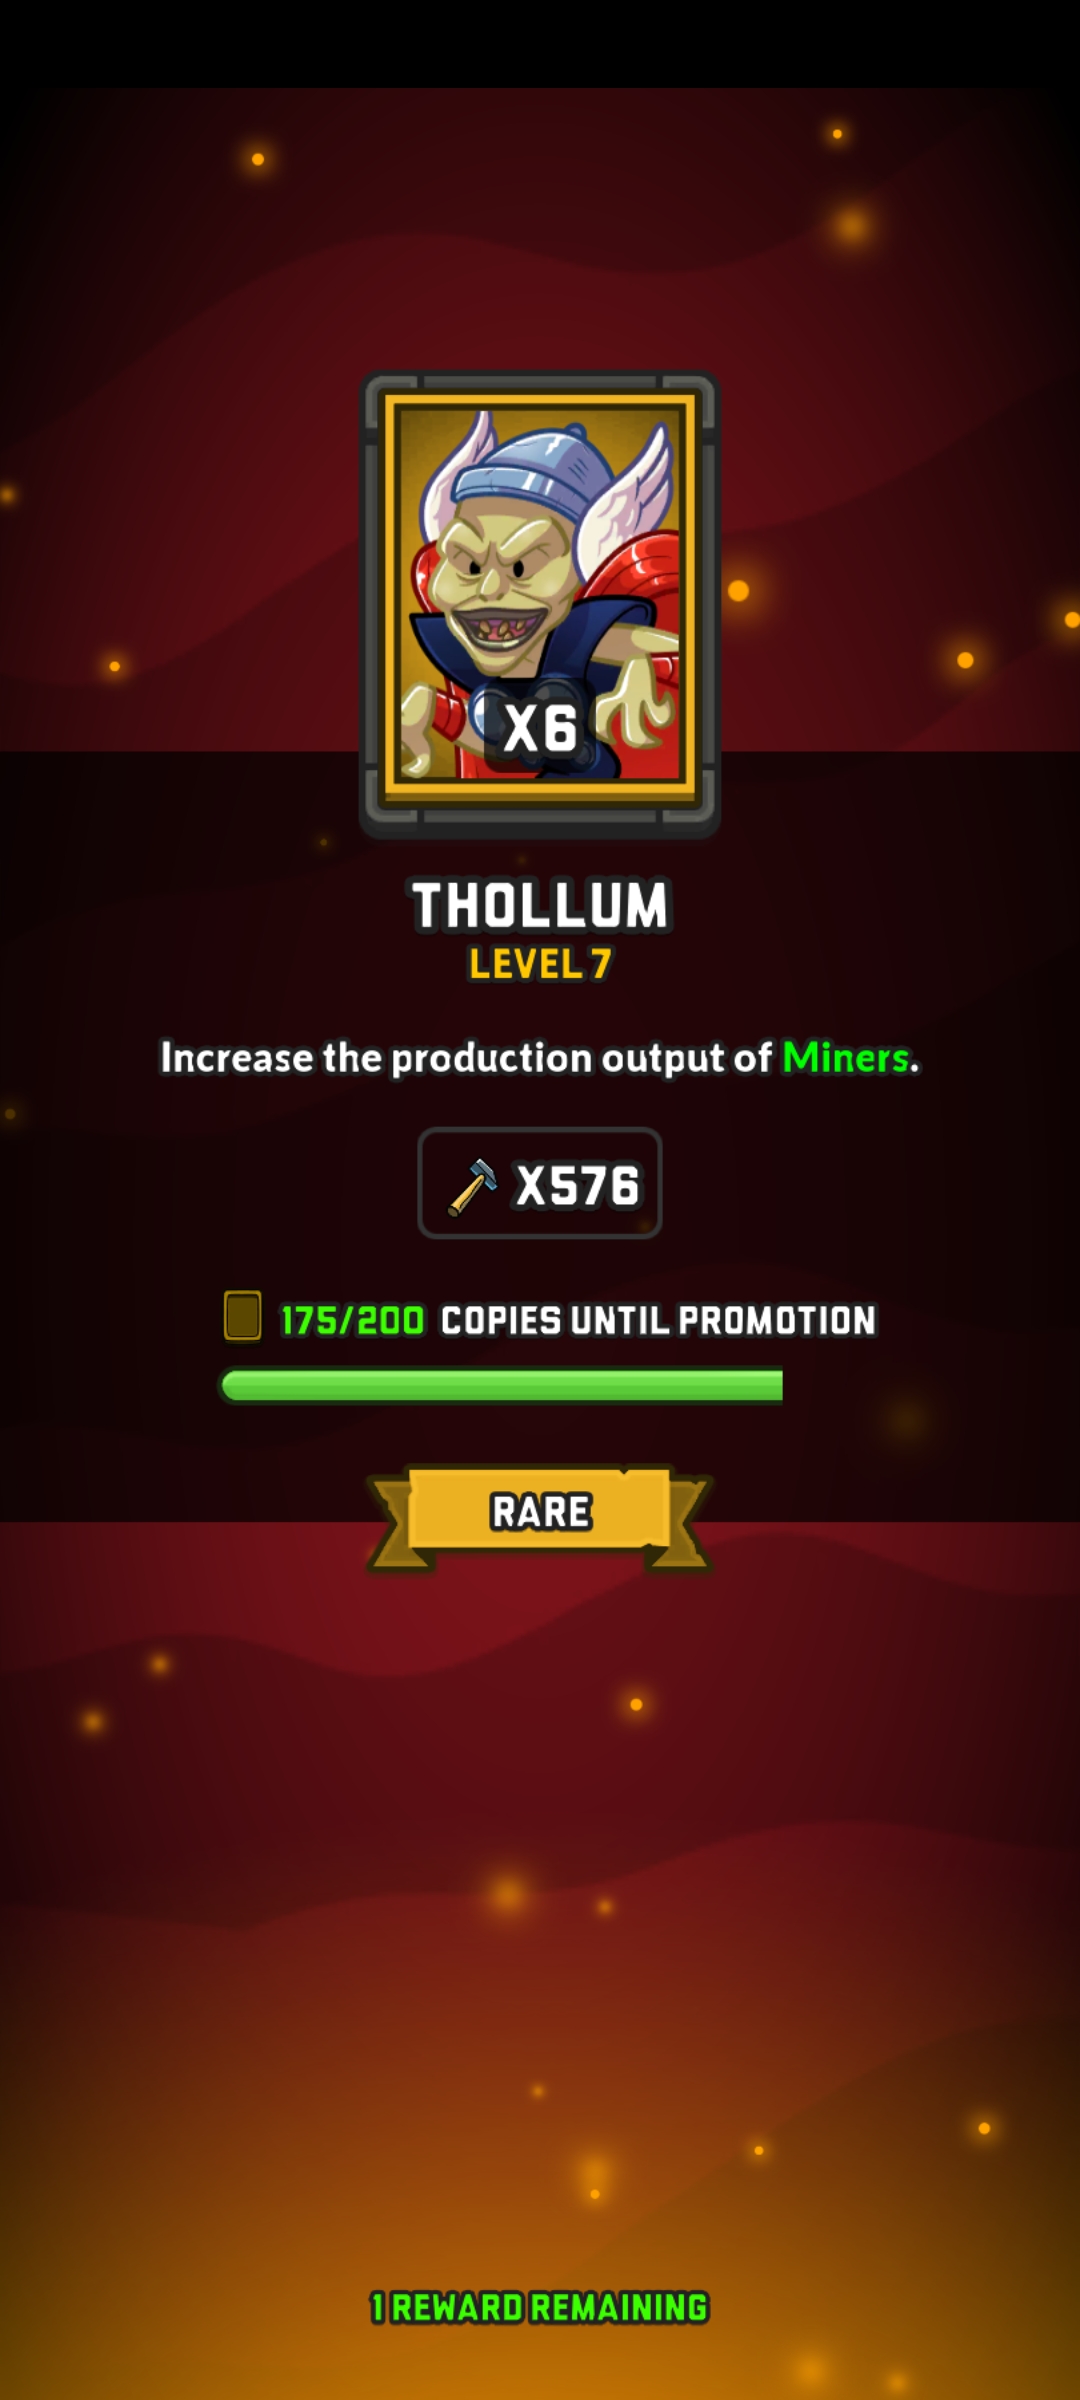 X6
THOLLUM
LEVEL 7
Increase the production output of Miners.
X576
175/200 COPIES UNTIL PROMOTION
RARE
1 REWARD REMAINING